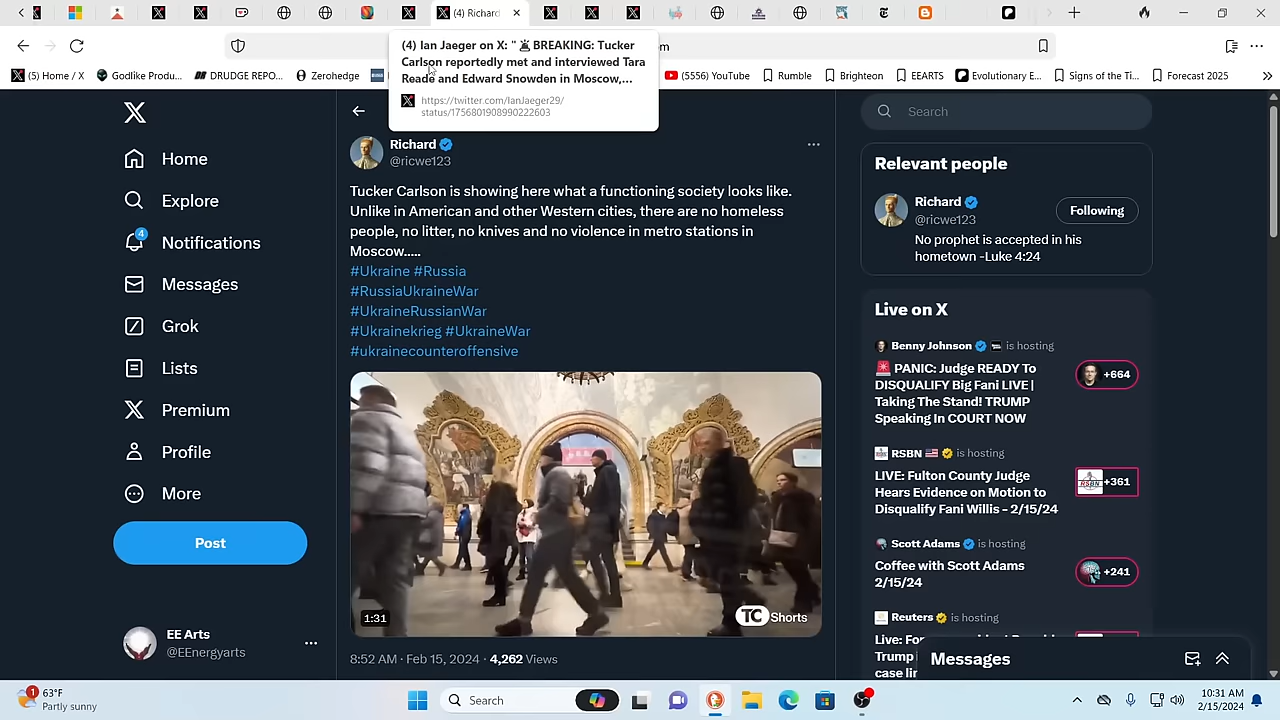 (4) Richard
(5) Home / X
Godlike Produ...
DRUDGE REPO...
Zerohedge
(5556) YouTube
Rumble
Brighteon
EEARTS
Evolutionary E...
Signs of the Ti...
Forecast 2025
(4) Ian Jaeger on X: "🚨BREAKING: Tucker
Carlson reportedly met and interviewed Tara
Reade and Edward Snowden in Moscow,...
https://twitter.com/IanJaeger29/
status/1756801908990222603
Home
Explore
4
Notifications
Messages
Grok
Lists
Premium
Profile
More
Post
EE Arts
@EEnergyarts
Richard
@ricwe123
Tucker Carlson is showing here what a functioning society looks like.
Unlike in American and other Western cities, there are no homeless
people, no litter, no knives and no violence in metro stations in
Moscow.....
#Ukraine #Russia
#RussiaUkraineWar
#UkraineRussianWar
#Ukrainekrieg #UkraineWar
#ukrainecounteroffensive
1:31
TC Shorts
8:52 AM · Feb 15, 2024 · 4,262 Views
Search
Relevant people
Richard
@ricwe123
Following
No prophet is accepted in his
hometown -Luke 4:24
Live on X
Benny Johnson is hosting
🚨 PANIC: Judge READY To
DISQUALIFY Big Fani LIVE |
Taking The Stand! TRUMP
Speaking In COURT NOW
+664
RSBN 🇺🇸 is hosting
LIVE: Fulton County Judge
Hears Evidence on Motion to
Disqualify Fani Willis - 2/15/24
+361
Scott Adams is hosting
Coffee with Scott Adams
2/15/24
+241
Reuters is hosting
Trump
case
Messages
1
63°F
Partly sunny
Search
10:31 AM
2/15/2024